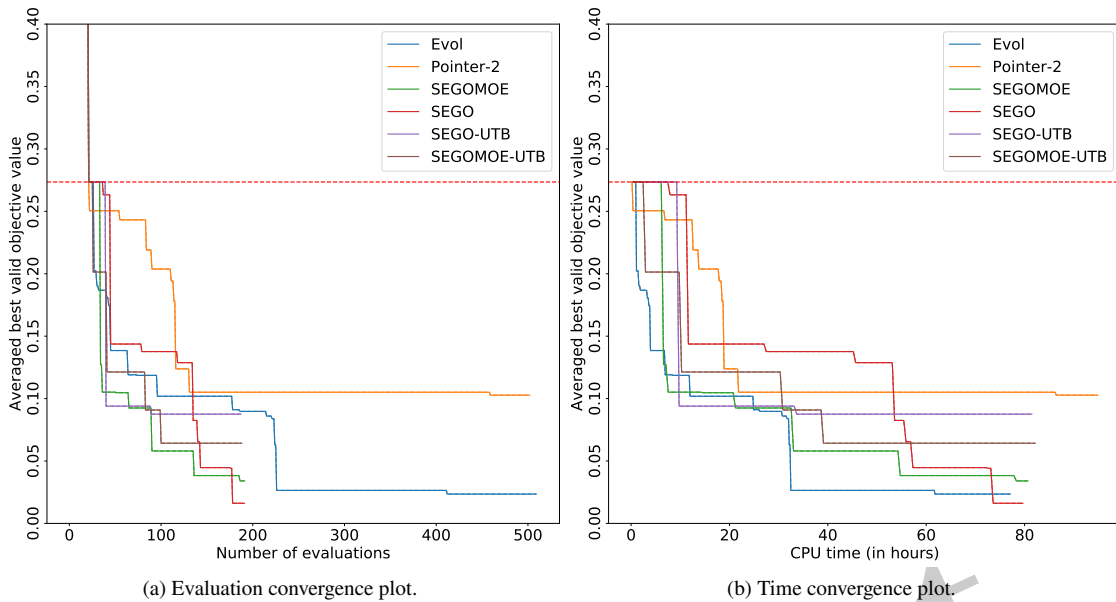 Averaged best valid objective value
0.40
0.35
0.30
0.25
0.20
0.15
0.10
0.05
0.00
Evol
Pointer-2
SEGOMOE
SEGO
SEGO-UTB
SEGOMOE-UTB
0 100 200 300 400 500
Number of evaluations
(a) Evaluation convergence plot.
Averaged best valid objective value
0.40
0.35
0.30
0.25
0.20
0.15
0.10
0.05
0.00
Evol
Pointer-2
SEGOMOE
SEGO
SEGO-UTB
SEGOMOE-UTB
0 20 40 60 80
CPU time (in hours)
(b) Time convergence plot.